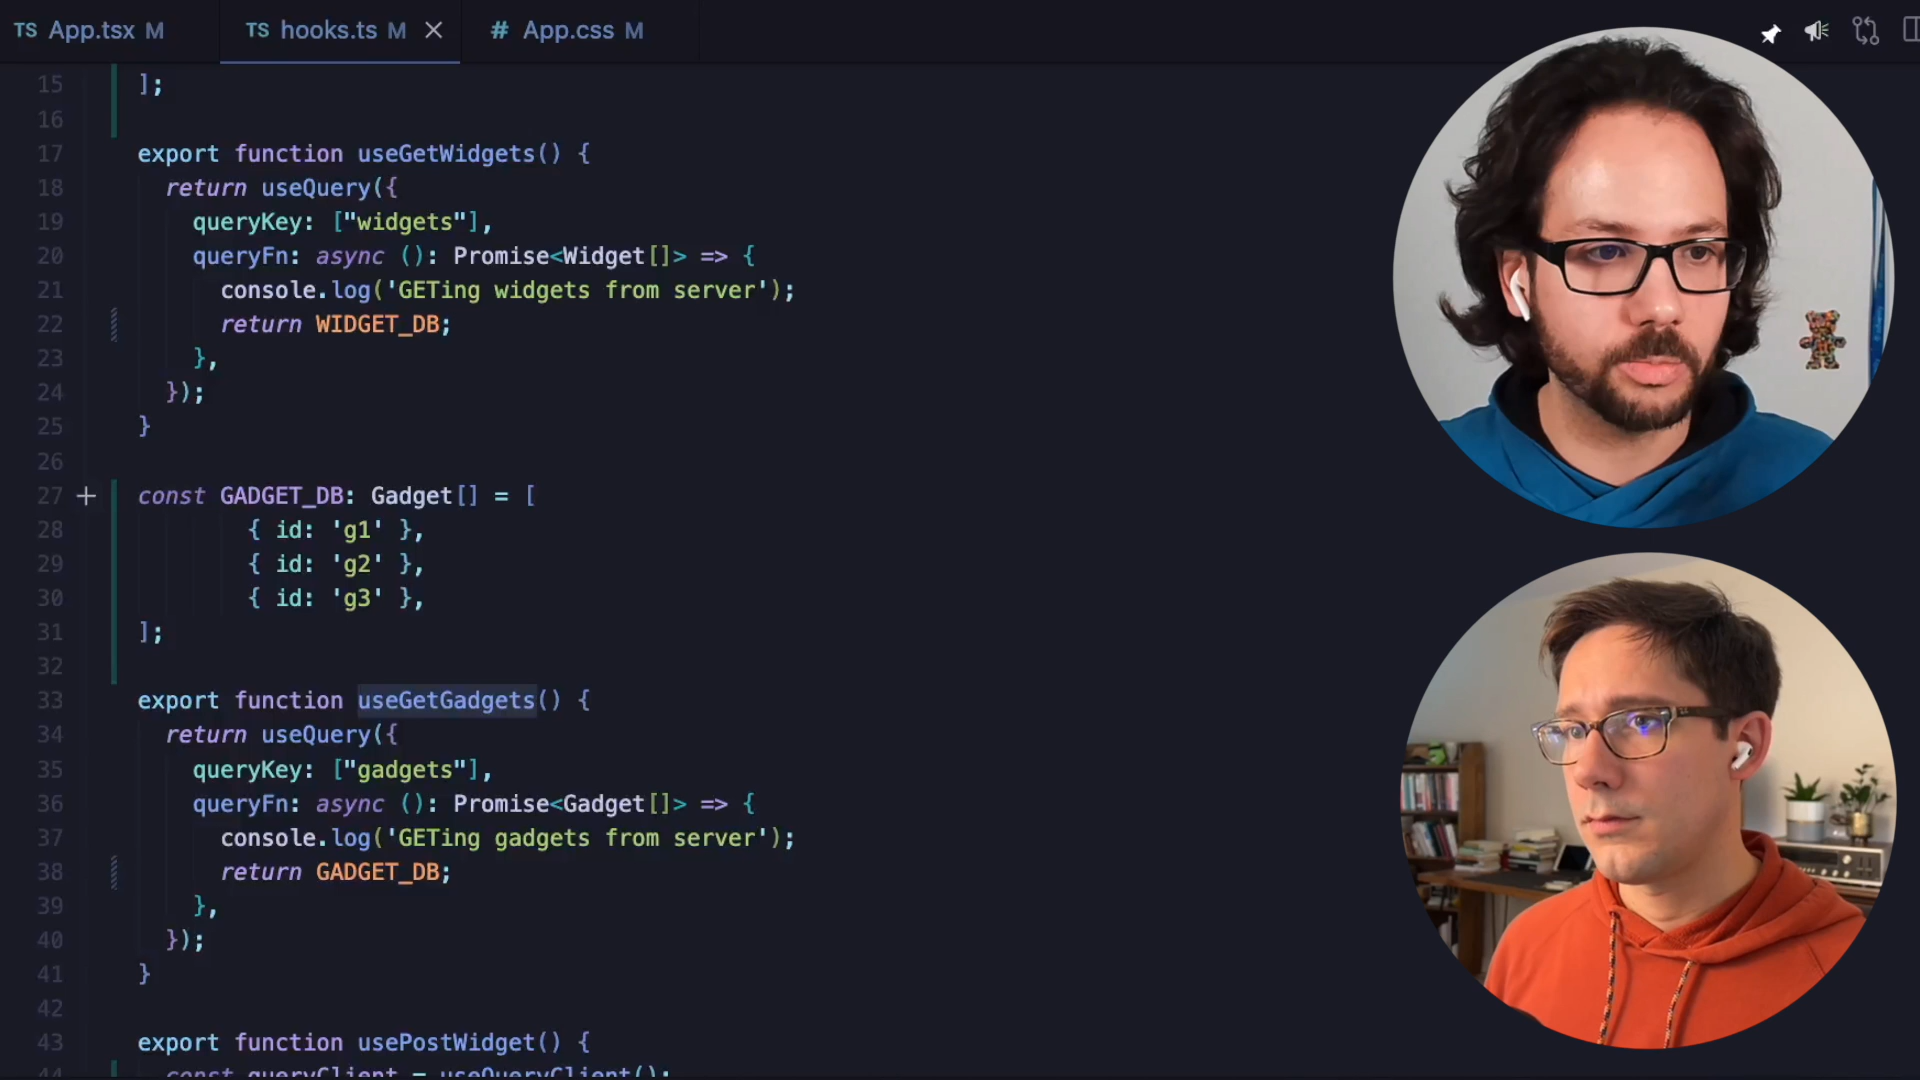 TS App.tsx M
TS hooks.ts M
# App.css M
15 ];
16
17 export function useGetWidgets() {
18 return useQuery({
19 queryKey: ["widgets"],
20 queryFn: async (): Promise<Widget[]> => {
21 console.log('GETing widgets from server');
22 return WIDGET_DB;
23 },
24 });
25 }
26
27 const GADGET_DB: Gadget[] = [
28 { id: 'g1' },
29 { id: 'g2' },
30 { id: 'g3' },
31 ];
32
33 export function useGetGadgets() {
34 return useQuery({
35 queryKey: ["gadgets"],
36 queryFn: async (): Promise<Gadget[]> => {
37 console.log('GETing gadgets from server');
38 return GADGET_DB;
39 },
40 });
41 }
42
43 export function usePostWidget() {
44 const queryClient = useQueryClient();